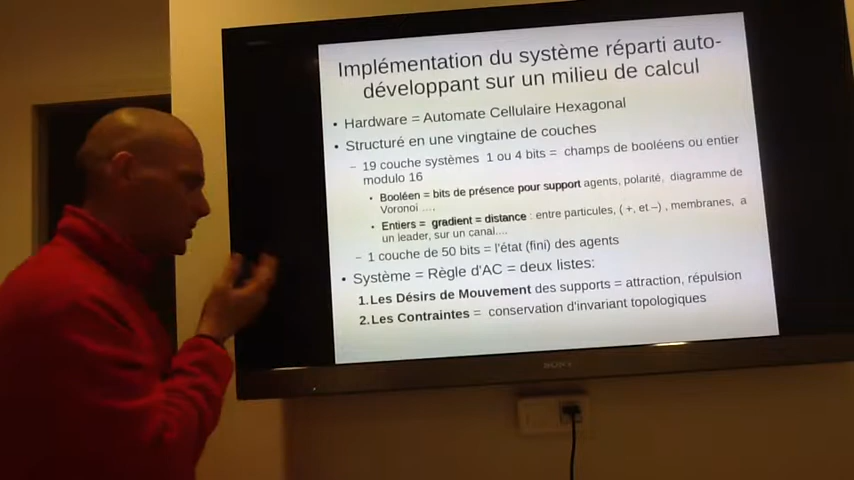 Implémentation du système réparti auto-
développant sur un milieu de calcul
• Hardware = Automate Cellulaire Hexagonal
• Structuré en une vingtaine de couches
– 19 couche systèmes 1 ou 4 bits = champs de booléens ou entier
modulo 16
• Booléen = bits de présence pour support agents, polarité, diagramme de
Voronoi ....
• Entiers = gradient = distance : entre particules, ( +, et –) , membranes, a
un leader, sur un canal....
– 1 couche de 50 bits = l'état (fini) des agents
• Système = Règle d'AC = deux listes:
1.Les Désirs de Mouvement des supports = attraction, répulsion
2.Les Contraintes = conservation d'invariant topologiques
SONY